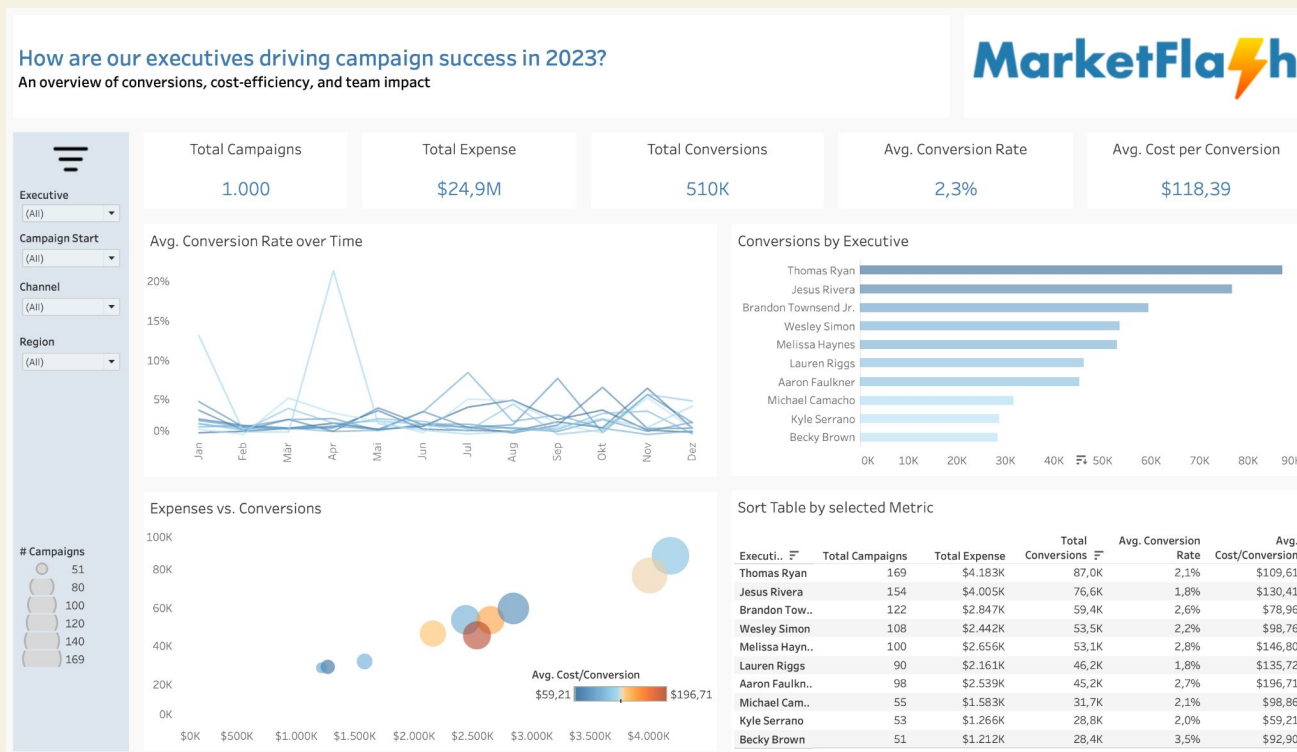 How are our executives driving campaign success in 2023?
An overview of conversions, cost-efficiency, and team impact
MarketFla⚡h
Executive
(All)
Campaign Start
(All)
Channel
(All)
Region
(All)
# Campaigns
51
80
100
120
140
169
Total Campaigns
1.000
Total Expense
$24,9M
Total Conversions
510K
Avg. Conversion Rate
2,3%
Avg. Cost per Conversion
$118,39
Avg. Conversion Rate over Time
20%
15%
10%
5%
0%
Jan Feb Mär Apr Mai Jun Jul Aug Sep Okt Nov Dez
Conversions by Executive
Thomas Ryan
Jesus Rivera
Brandon Townsend Jr.
Wesley Simon
Melissa Haynes
Lauren Riggs
Aaron Faulkner
Michael Camacho
Kyle Serrano
Becky Brown
0K 10K 20K 30K 40K 50K 60K 70K 80K 90K
Expenses vs. Conversions
100K
80K
60K
40K
20K
0K
Avg. Cost/Conversion
$59,21 $196,71
$0K $500K $1.000K $1.500K $2.000K $2.500K $3.000K $3.500K $4.000K
Sort Table by selected Metric
Executi.. Total Campaigns Total Expense Total Conversions Avg. Conversion Rate Avg. Cost/Conversion
Thomas Ryan 169 $4.183K 87,0K 2,1% $109,61
Jesus Rivera 154 $4.005K 76,6K 1,8% $130,41
Brandon Tow.. 122 $2.847K 59,4K 2,6% $78,96
Wesley Simon 108 $2.442K 53,5K 2,2% $98,76
Melissa Hayn.. 100 $2.656K 53,1K 2,8% $146,80
Lauren Riggs 90 $2.161K 46,2K 1,8% $135,72
Aaron Faulkn.. 98 $2.539K 45,2K 2,7% $196,71
Michael Cam.. 55 $1.583K 31,7K 2,1% $98,86
Kyle Serrano 53 $1.266K 28,8K 2,0% $59,21
Becky Brown 51 $1.212K 28,4K 3,5% $92,90